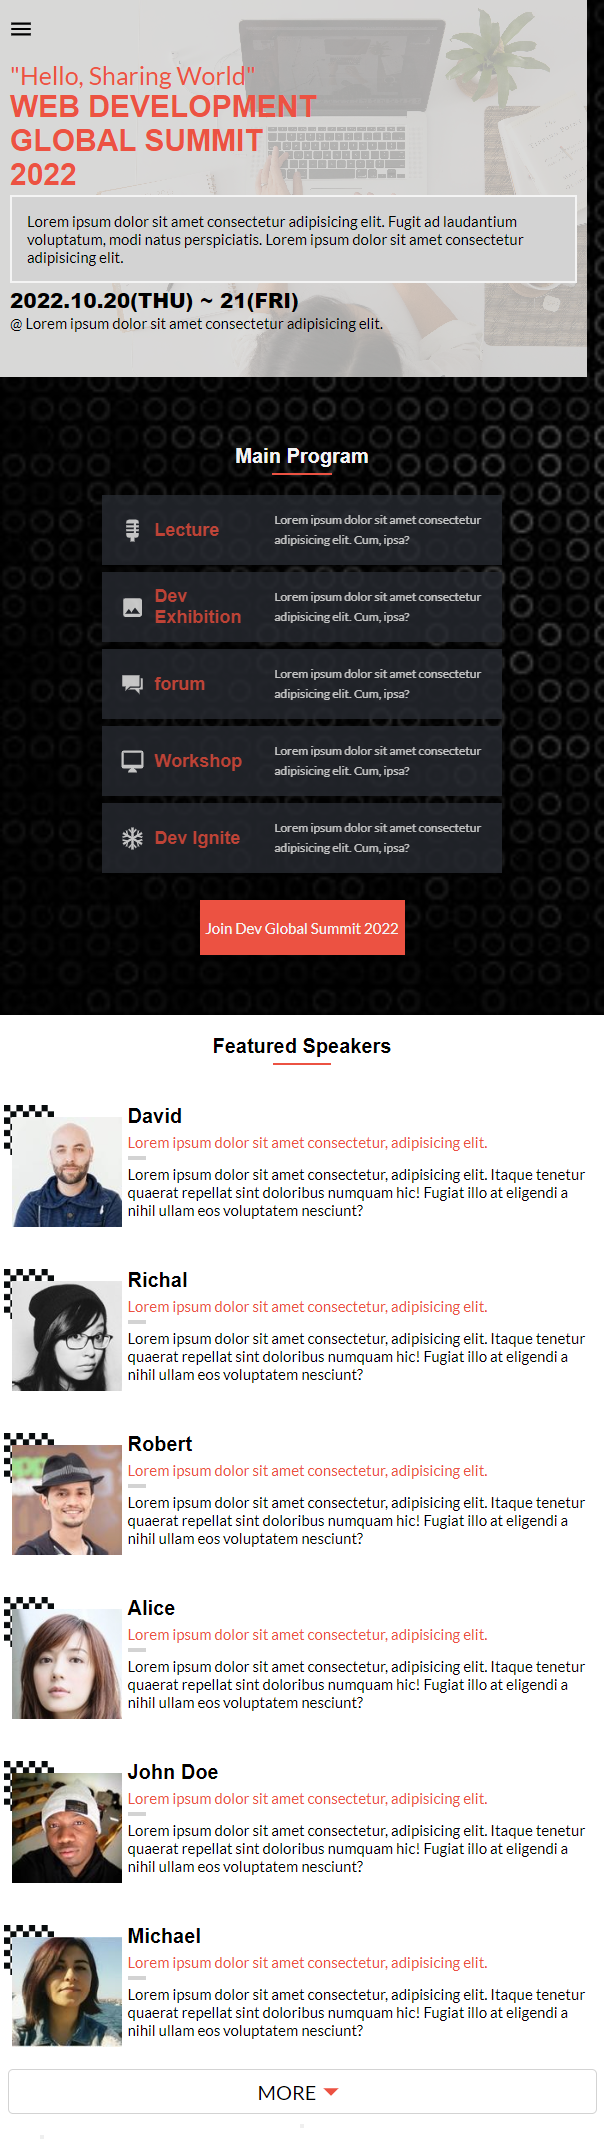 "Hello, Sharing World"
WEB DEVELOPMENT
GLOBAL SUMMIT
2022
Lorem ipsum dolor sit amet consectetur adipisicing elit. Fugit ad laudantium
voluptatum, modi natus perspiciatis. Lorem ipsum dolor sit amet consectetur
adipisicing elit.
2022.10.20(THU) ~ 21(FRI)
@ Lorem ipsum dolor sit amet consectetur adipisicing elit.
Main Program
Lecture
Lorem ipsum dolor sit amet consectetur
adipisicing elit. Cum, ipsa?
Dev
Exhibition
Lorem ipsum dolor sit amet consectetur
adipisicing elit. Cum, ipsa?
forum
Lorem ipsum dolor sit amet consectetur
adipisicing elit. Cum, ipsa?
Workshop
Lorem ipsum dolor sit amet consectetur
adipisicing elit. Cum, ipsa?
Dev Ignite
Lorem ipsum dolor sit amet consectetur
adipisicing elit. Cum, ipsa?
Join Dev Global Summit 2022
Featured Speakers
David
Lorem ipsum dolor sit amet consectetur, adipisicing elit.
Lorem ipsum dolor sit amet consectetur, adipisicing elit. Itaque tenetur
quaerat repellat sint doloribus numquam hic! Fugiat illo at eligendi a
nihil ullam eos voluptatem nesciunt?
Richal
Lorem ipsum dolor sit amet consectetur, adipisicing elit.
Lorem ipsum dolor sit amet consectetur, adipisicing elit. Itaque tenetur
quaerat repellat sint doloribus numquam hic! Fugiat illo at eligendi a
nihil ullam eos voluptatem nesciunt?
Robert
Lorem ipsum dolor sit amet consectetur, adipisicing elit.
Lorem ipsum dolor sit amet consectetur, adipisicing elit. Itaque tenetur
quaerat repellat sint doloribus numquam hic! Fugiat illo at eligendi a
nihil ullam eos voluptatem nesciunt?
Alice
Lorem ipsum dolor sit amet consectetur, adipisicing elit.
Lorem ipsum dolor sit amet consectetur, adipisicing elit. Itaque tenetur
quaerat repellat sint doloribus numquam hic! Fugiat illo at eligendi a
nihil ullam eos voluptatem nesciunt?
John Doe
Lorem ipsum dolor sit amet consectetur, adipisicing elit.
Lorem ipsum dolor sit amet consectetur, adipisicing elit. Itaque tenetur
quaerat repellat sint doloribus numquam hic! Fugiat illo at eligendi a
nihil ullam eos voluptatem nesciunt?
Michael
Lorem ipsum dolor sit amet consectetur, adipisicing elit.
Lorem ipsum dolor sit amet consectetur, adipisicing elit. Itaque tenetur
quaerat repellat sint doloribus numquam hic! Fugiat illo at eligendi a
nihil ullam eos voluptatem nesciunt?
MORE